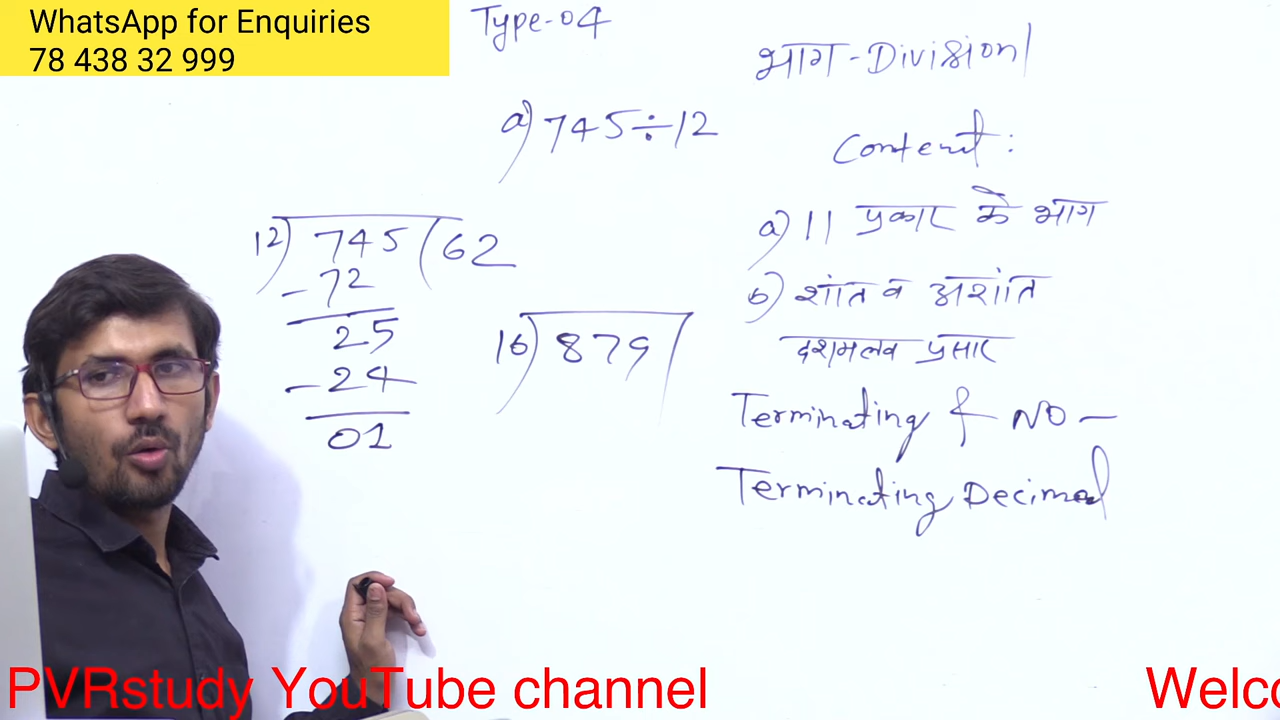 WhatsApp for Enquiries
78 438 32 999
Type-04
भाग-Division
a) 745÷12
Content:
a) 11 प्रकार के भाग
b) शांत व अशांत
दशमलव प्रसार
Terminating & NO-
Terminating Decimal
12) 745 (62
-72
25
-24
01
16) 879
PVRstudy YouTube channel
Welco